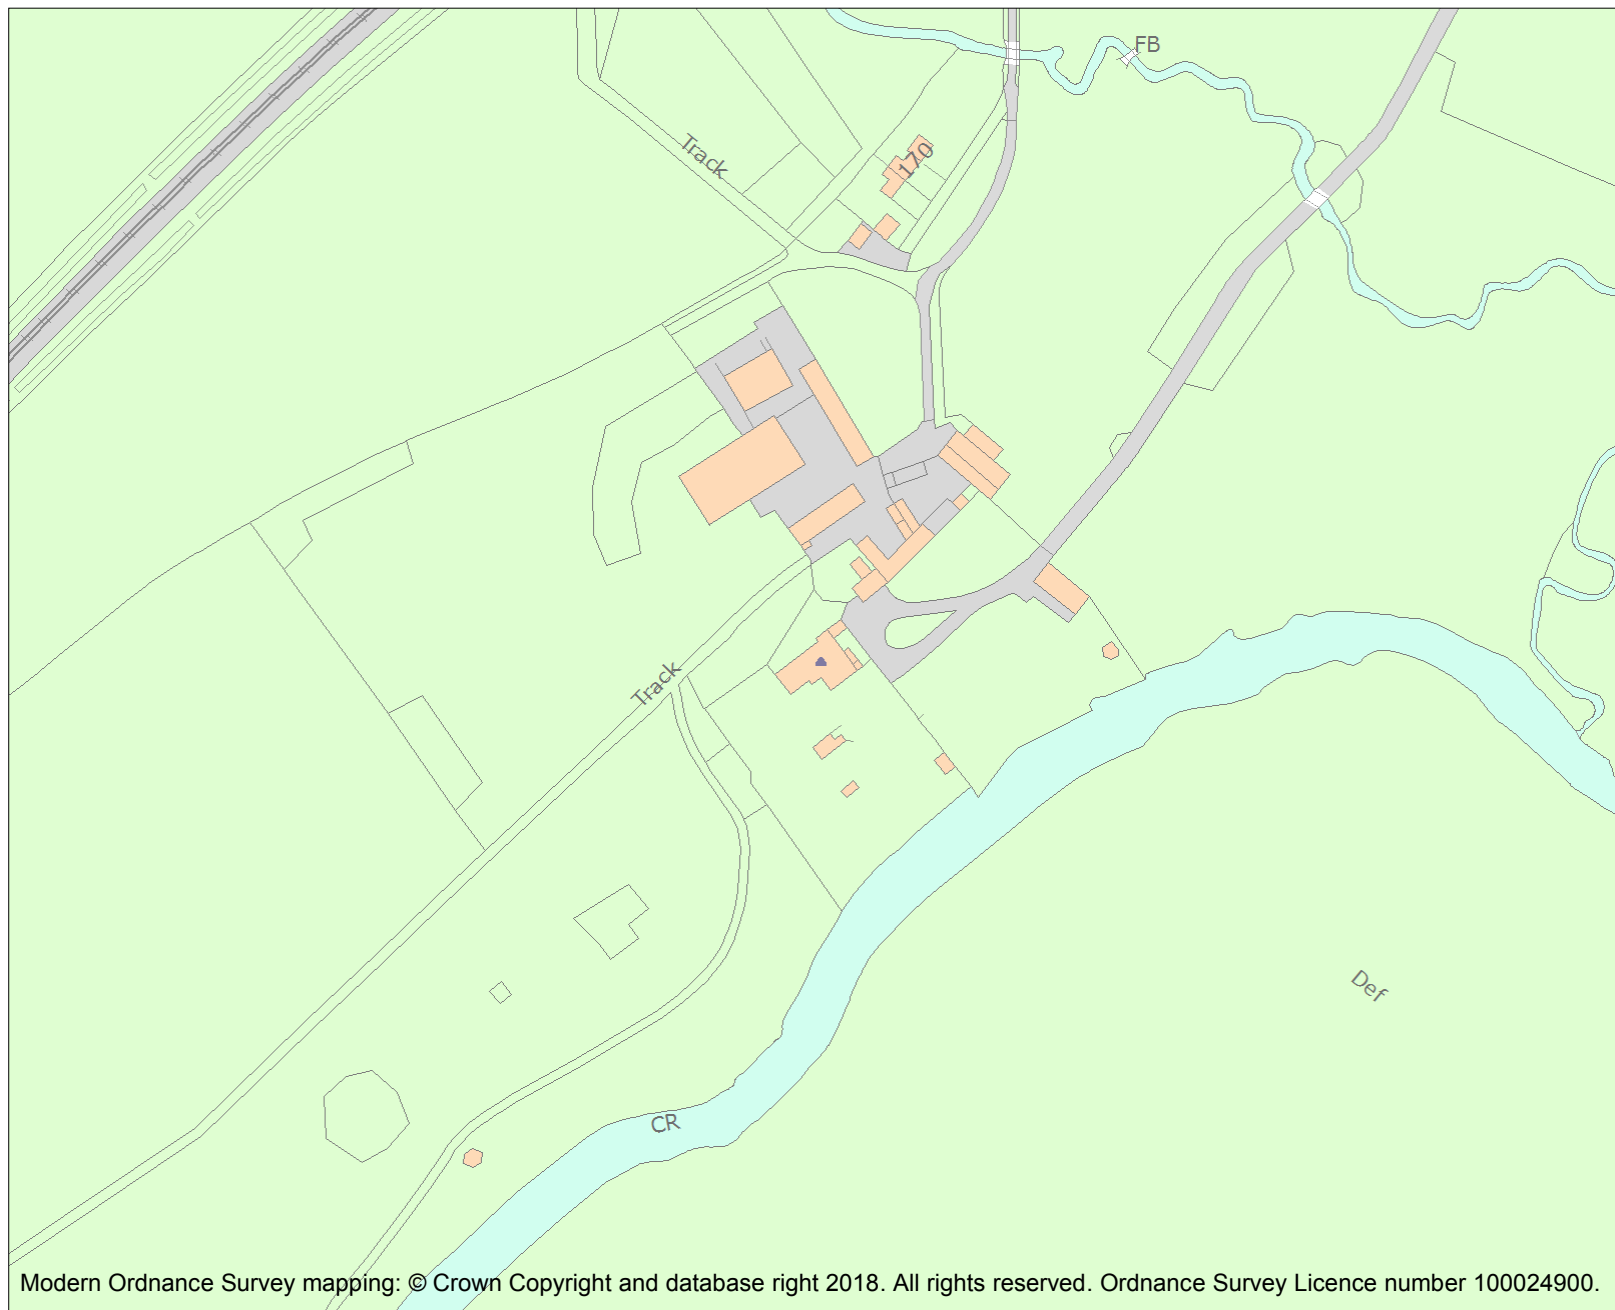 FB
Track
170
Track
Def
CR
Modern Ordnance Survey mapping: © Crown Copyright and database right 2018. All rights reserved. Ordnance Survey Licence number 100024900.